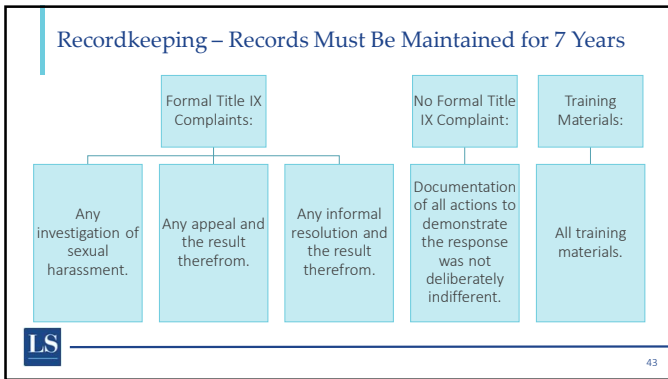 Recordkeeping – Records Must Be Maintained for 7 Years
Formal Title IX
Complaints:
No Formal Title
IX Complaint:
Training
Materials:
Any
investigation of
sexual
harassment.
Any appeal and
the result
therefrom.
Any informal
resolution and
the result
therefrom.
Documentation
of all actions to
demonstrate
the response
was not
deliberately
indifferent.
All training
materials.
LS
43